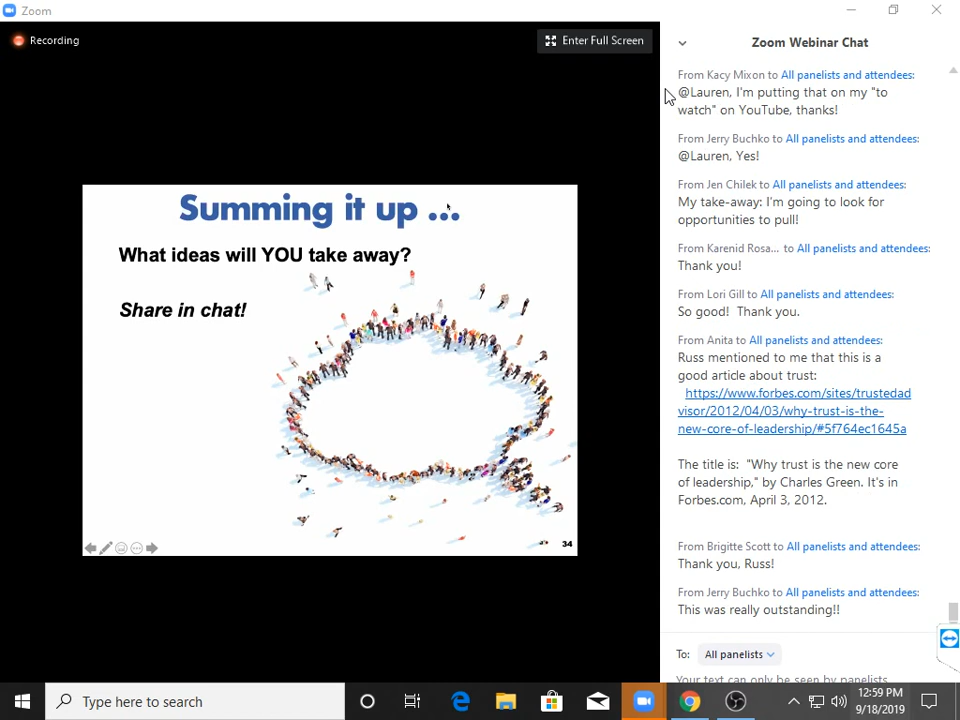 Zoom
Recording
Enter Full Screen
Summing it up ...
What ideas will YOU take away?
Share in chat!
34
Zoom Webinar Chat
From Kacy Mixon to All panelists and attendees:
@Lauren, I'm putting that on my "to
watch" on YouTube, thanks!
From Jerry Buchko to All panelists and attendees:
@Lauren, Yes!
From Jen Chilek to All panelists and attendees:
My take-away: I'm going to look for
opportunities to pull!
From Karenid Rosa... to All panelists and attendees:
Thank you!
From Lori Gill to All panelists and attendees:
So good!  Thank you.
From Anita to All panelists and attendees:
Russ mentioned to me that this is a
good article about trust:
https://www.forbes.com/sites/trustedad
visor/2012/04/03/why-trust-is-the-
new-core-of-leadership/#5f764ec1645a
The title is:  "Why trust is the new core
of leadership," by Charles Green. It's in
Forbes.com, April 3, 2012.
From Brigitte Scott to All panelists and attendees:
Thank you, Russ!
From Jerry Buchko to All panelists and attendees:
This was really outstanding!!
To: All panelists
Your text can only be seen by panelists
Type here to search
12:59 PM
9/18/2019